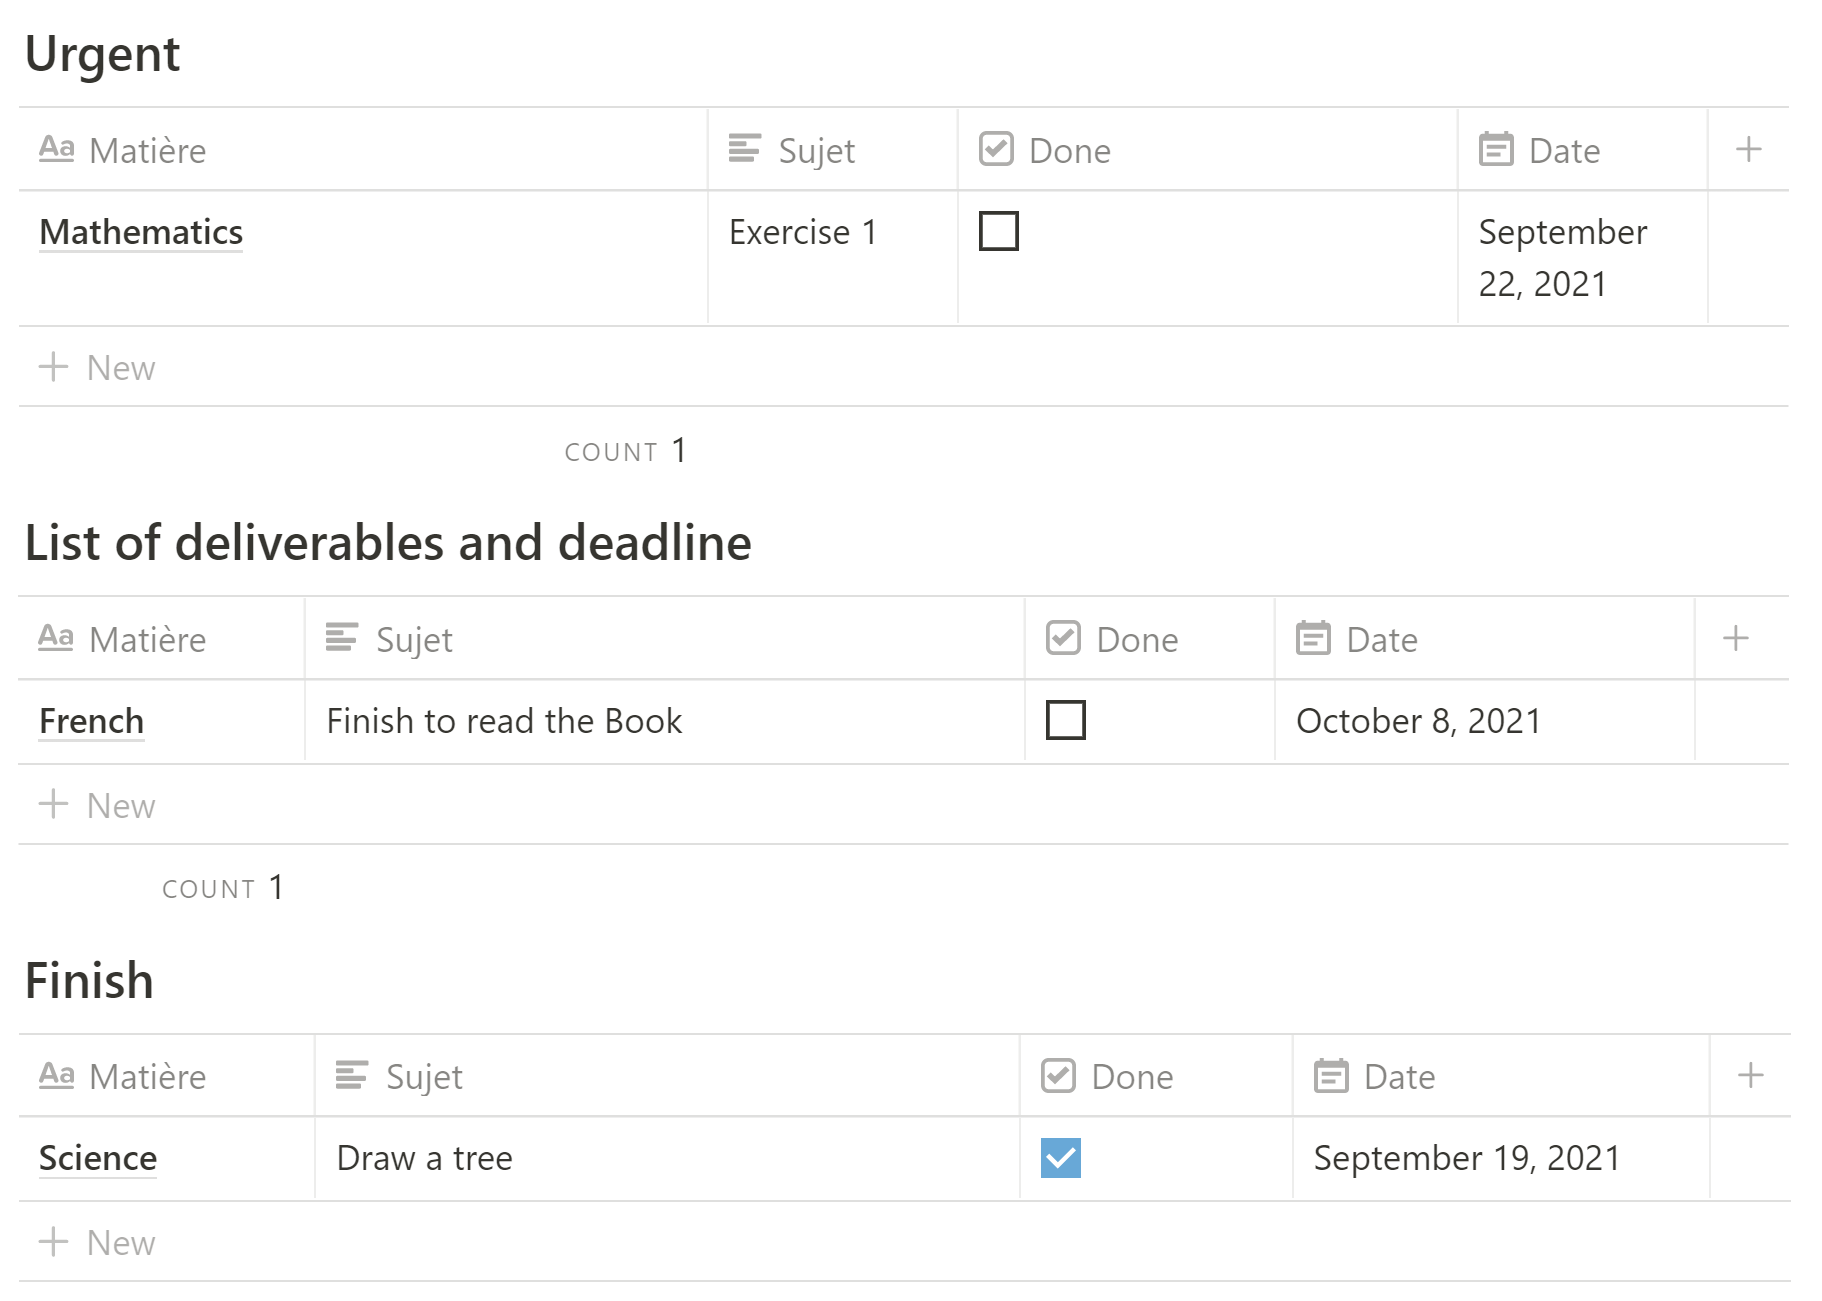 Urgent
Aa Matière Sujet Done Date +
Mathematics Exercise 1 September
22, 2021
+ New
COUNT 1
List of deliverables and deadline
Aa Matière Sujet Done Date +
French Finish to read the Book October 8, 2021
+ New
COUNT 1
Finish
Aa Matière Sujet Done Date +
Science Draw a tree September 19, 2021
+ New